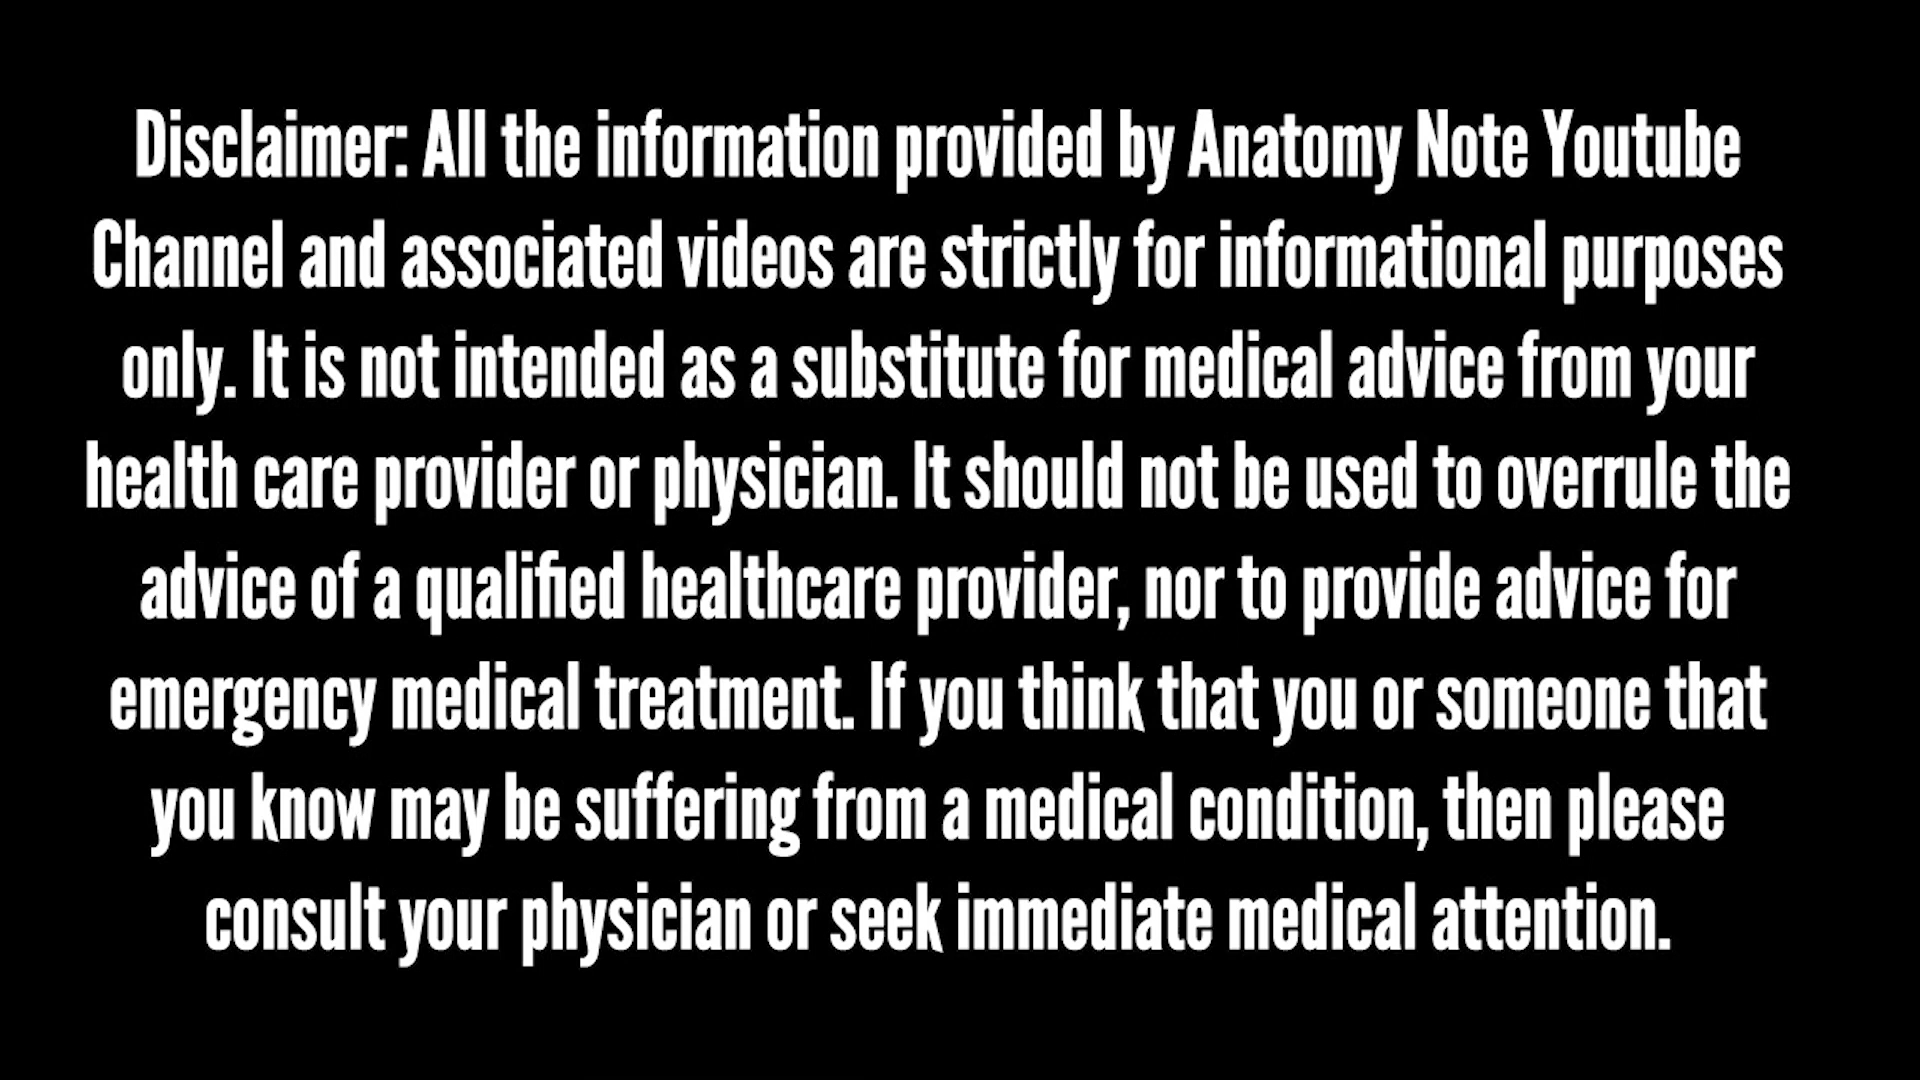 Disclaimer: All the information provided by Anatomy Note Youtube
Channel and associated videos are strictly for informational purposes
only. It is not intended as a substitute for medical advice from your
health care provider or physician. It should not be used to overrule the
advice of a qualified healthcare provider, nor to provide advice for
emergency medical treatment. If you think that you or someone that
you know may be suffering from a medical condition, then please
consult your physician or seek immediate medical attention.